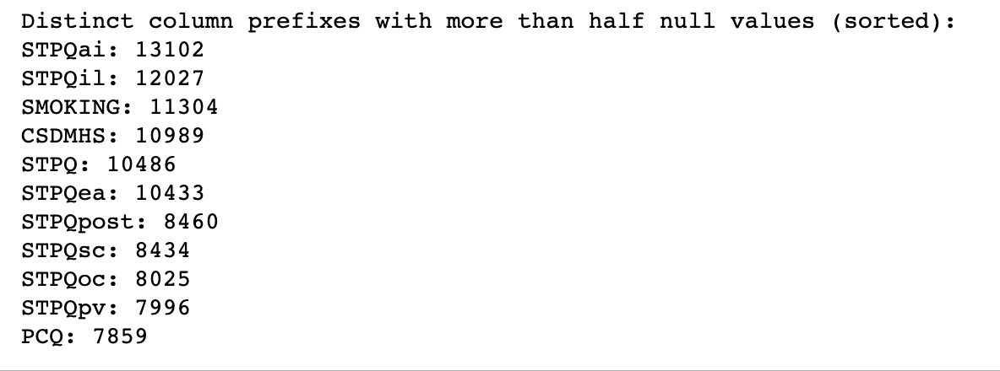 Distinct column prefixes with more than half null values (sorted):
STPQai: 13102
STPQil: 12027
SMOKING: 11304
CSDMHS: 10989
STPQ: 10486
STPQea: 10433
STPQpost: 8460
STPQsc: 8434
STPQoc: 8025
STPQpv: 7996
PCQ: 7859